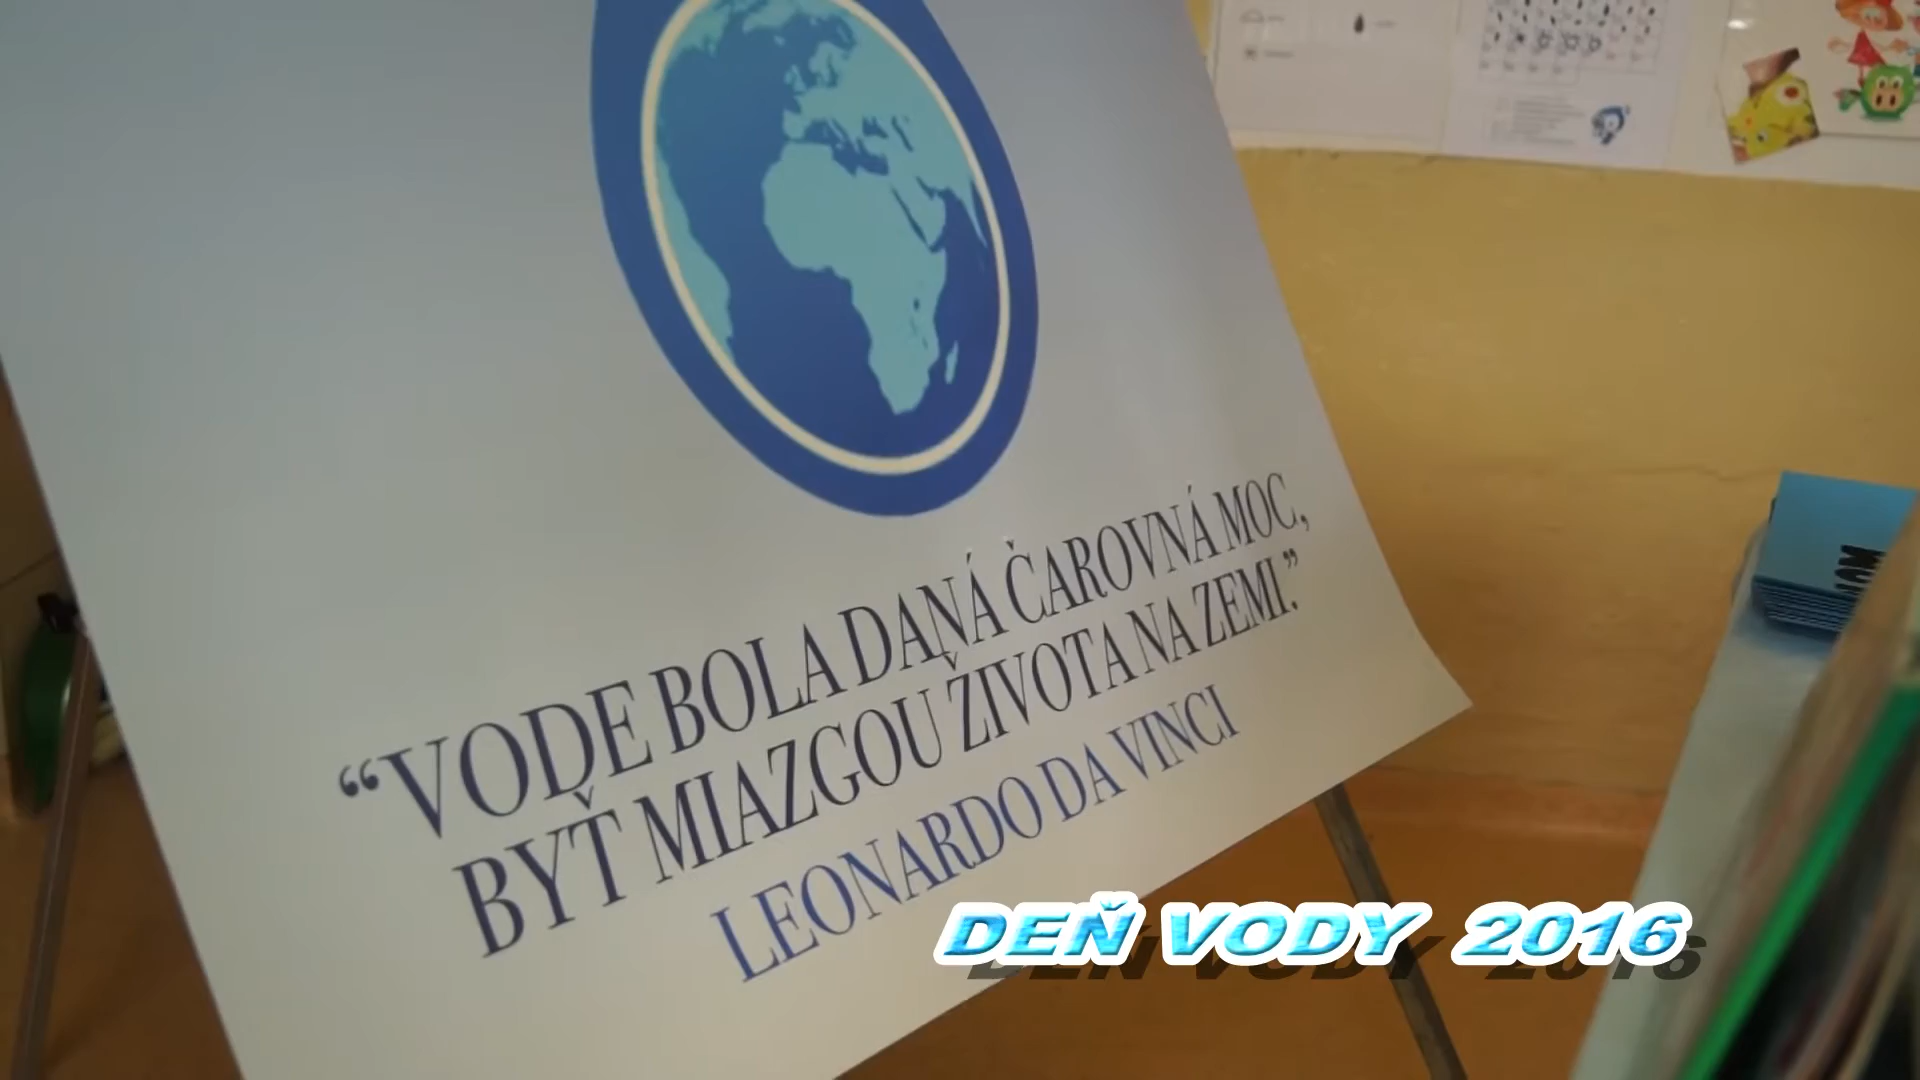 “VODE BOLA DANÁ ČAROVNÁ MOC,
BYŤ MIAZGOU ŽIVOTA NA ZEMI.”
LEONARDO DA VINCI
DEŇ VODY 2016